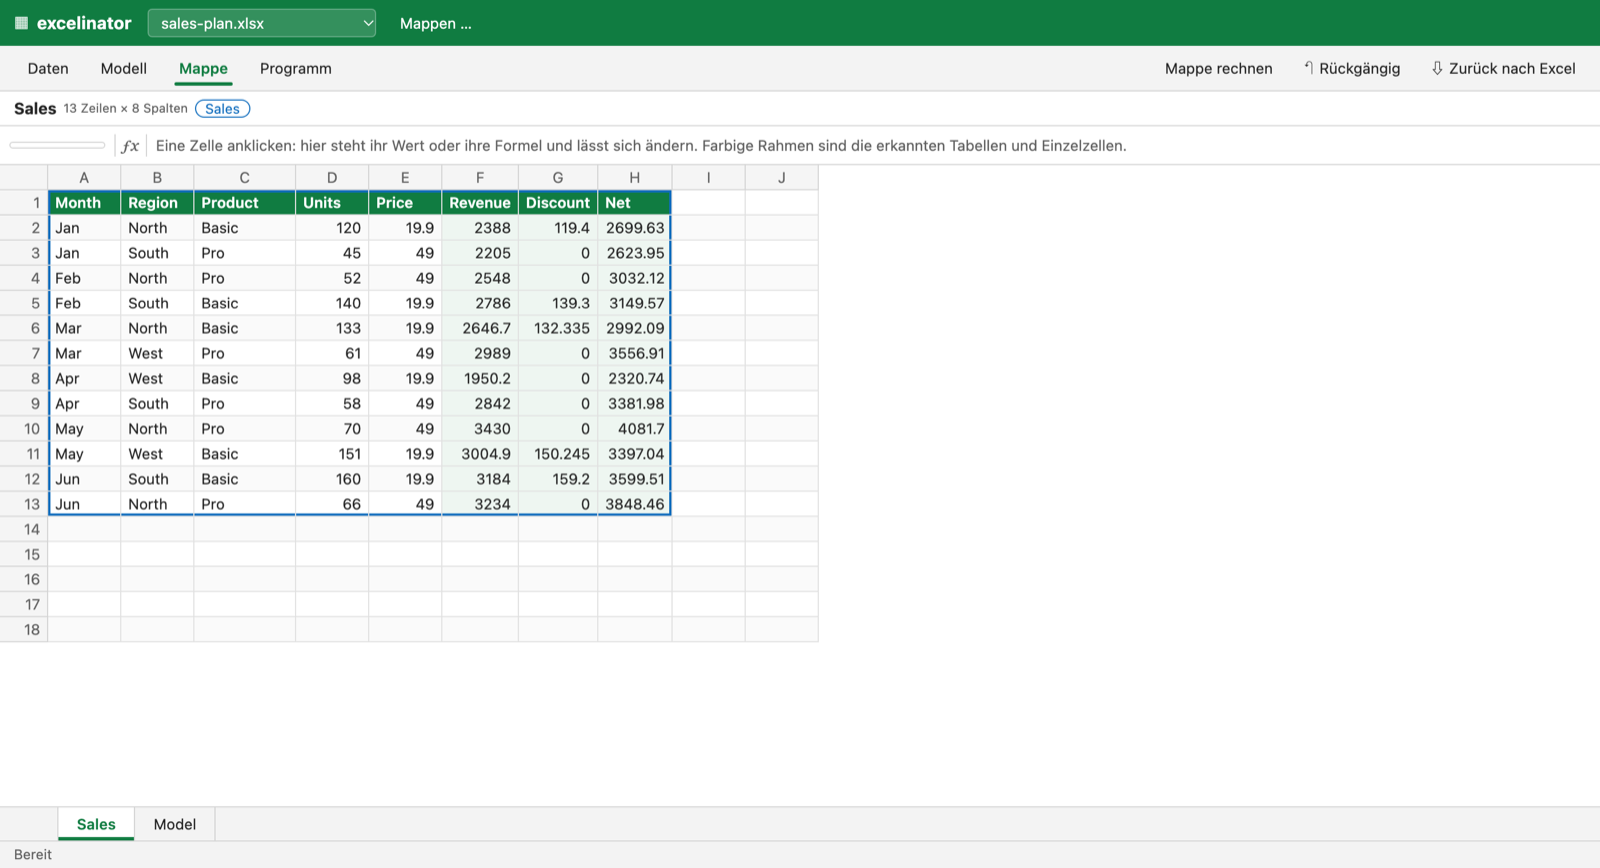 excelinator sales-plan.xlsx Mappen ...
Daten Modell Mappe Programm Mappe rechnen Rückgängig Zurück nach Excel
Sales 13 Zeilen × 8 Spalten Sales
fx Eine Zelle anklicken: hier steht ihr Wert oder ihre Formel und lässt sich ändern. Farbige Rahmen sind die erkannten Tabellen und Einzelzellen.
A B C D E F G H I J
1 Month Region Product Units Price Revenue Discount Net
2 Jan North Basic 120 19.9 2388 119.4 2699.63
3 Jan South Pro 45 49 2205 0 2623.95
4 Feb North Pro 52 49 2548 0 3032.12
5 Feb South Basic 140 19.9 2786 139.3 3149.57
6 Mar North Basic 133 19.9 2646.7 132.335 2992.09
7 Mar West Pro 61 49 2989 0 3556.91
8 Apr West Basic 98 19.9 1950.2 0 2320.74
9 Apr South Pro 58 49 2842 0 3381.98
10 May North Pro 70 49 3430 0 4081.7
11 May West Basic 151 19.9 3004.9 150.245 3397.04
12 Jun South Basic 160 19.9 3184 159.2 3599.51
13 Jun North Pro 66 49 3234 0 3848.46
14
15
16
17
18
Sales Model
Bereit